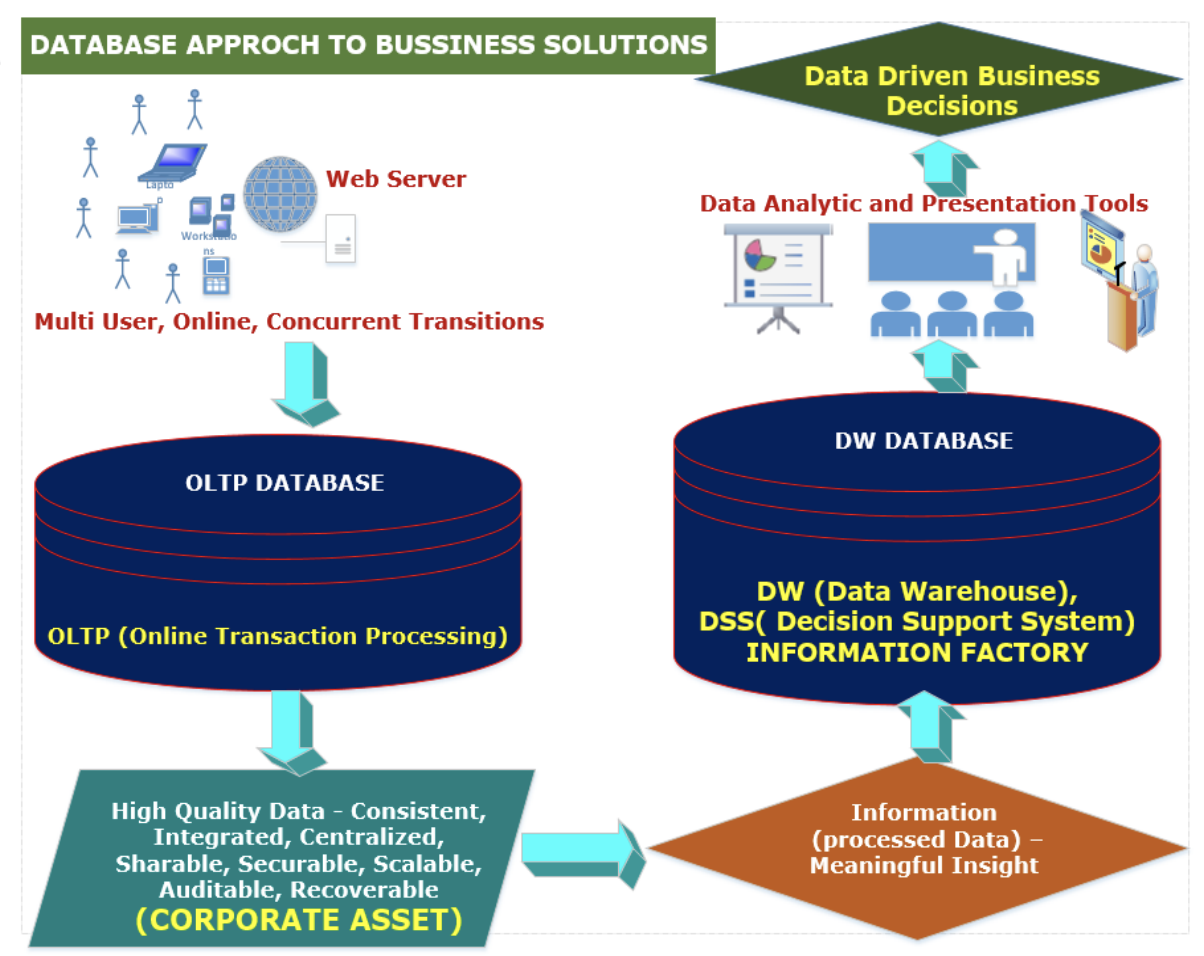 DATABASE APPROCH TO BUSSINESS SOLUTIONS
Lapto
p
Workstatio
ns
Web Server
Multi User, Online, Concurrent Transitions
OLTP DATABASE
OLTP (Online Transaction Processing)
High Quality Data - Consistent,
Integrated, Centralized,
Sharable, Securable, Scalable,
Auditable, Recoverable
(CORPORATE ASSET)
Information
(processed Data) –
Meaningful Insight
DW DATABASE
DW (Data Warehouse),
DSS( Decision Support System)
INFORMATION FACTORY
Data Analytic and Presentation Tools
Data Driven Business
Decisions